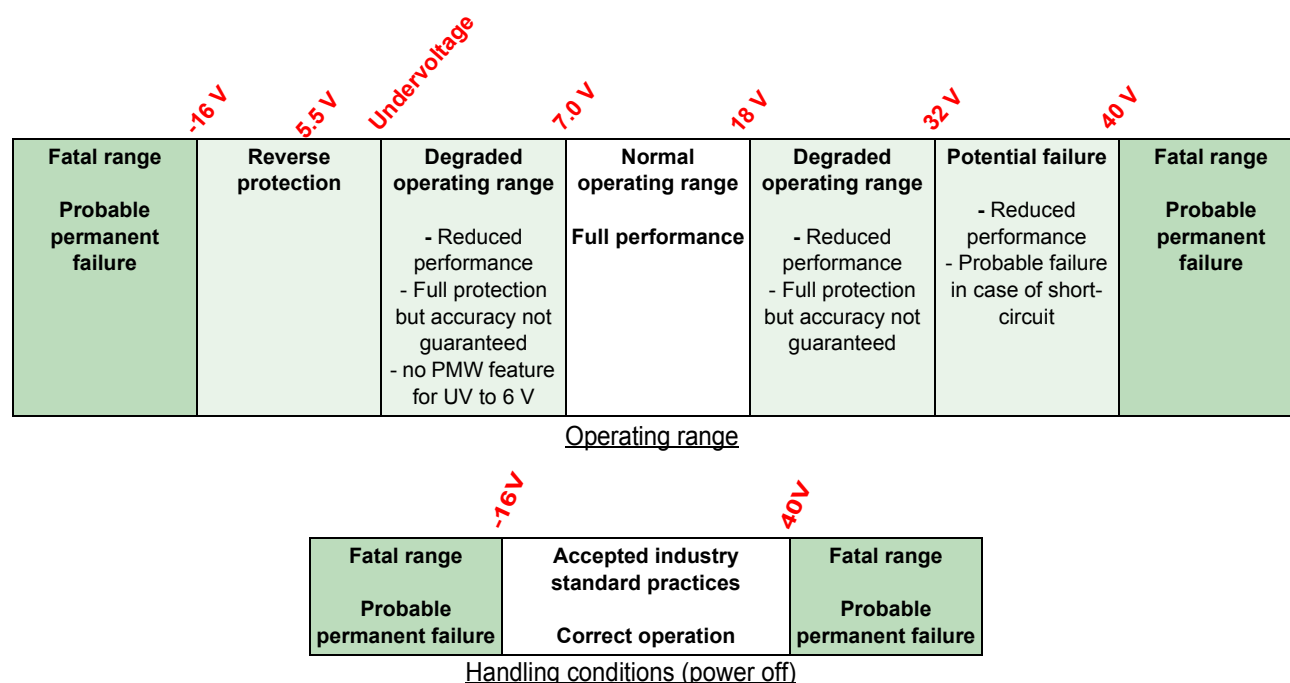 -16 V
5.5 V
Undervoltage
7.0 V
18 V
32 V
40 V
Fatal range
Probable
permanent
failure
Reverse
protection
Degraded
operating range
- Reduced
performance
- Full protection
but accuracy not
guaranteed
- no PMW feature
for UV to 6 V
Normal
operating range
Full performance
Degraded
operating range
- Reduced
performance
- Full protection
but accuracy not
guaranteed
Potential failure
- Reduced
performance
- Probable failure
in case of short-
circuit
Fatal range
Probable
permanent
failure
Operating range
-16V
40V
Fatal range
Probable
permanent failure
Accepted industry
standard practices
Correct operation
Fatal range
Probable
permanent failure
Handling conditions (power off)